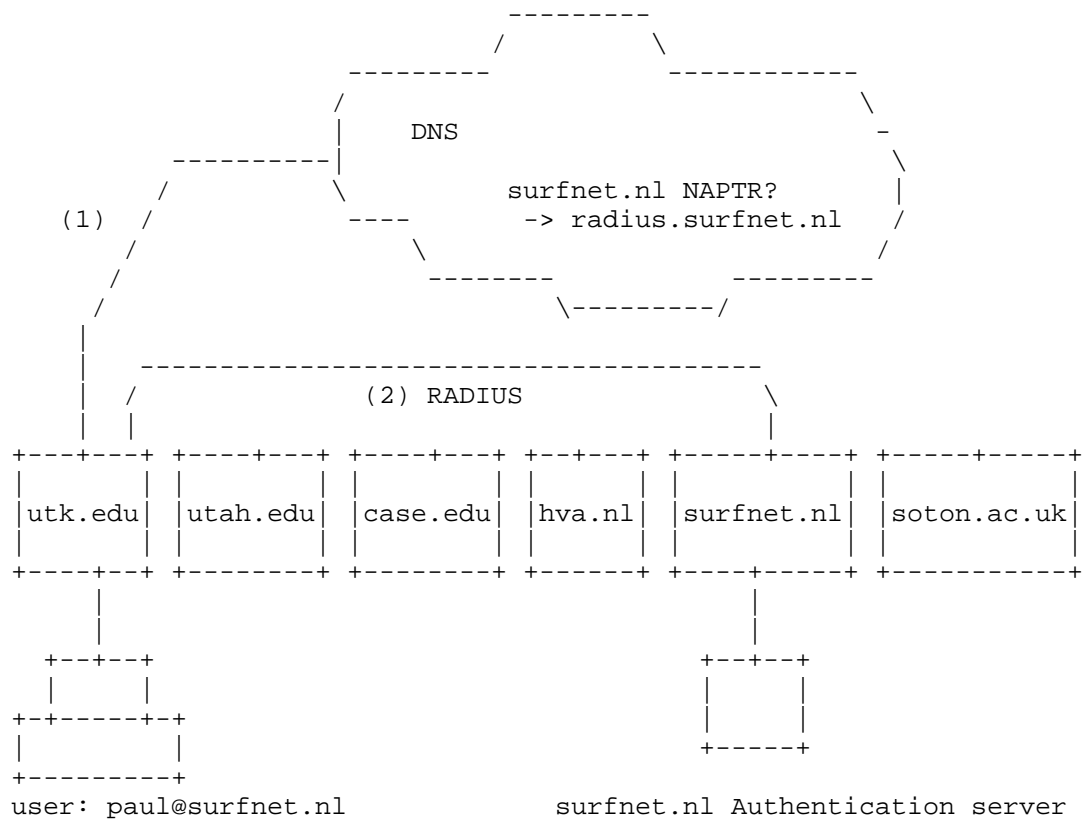 DNS
surfnet.nl NAPTR?
(1)
-> radius.surfnet.nl
(2) RADIUS
utk.edu utah.edu case.edu hva.nl surfnet.nl soton.ac.uk
user: paul@surfnet.nl surfnet.nl Authentication server